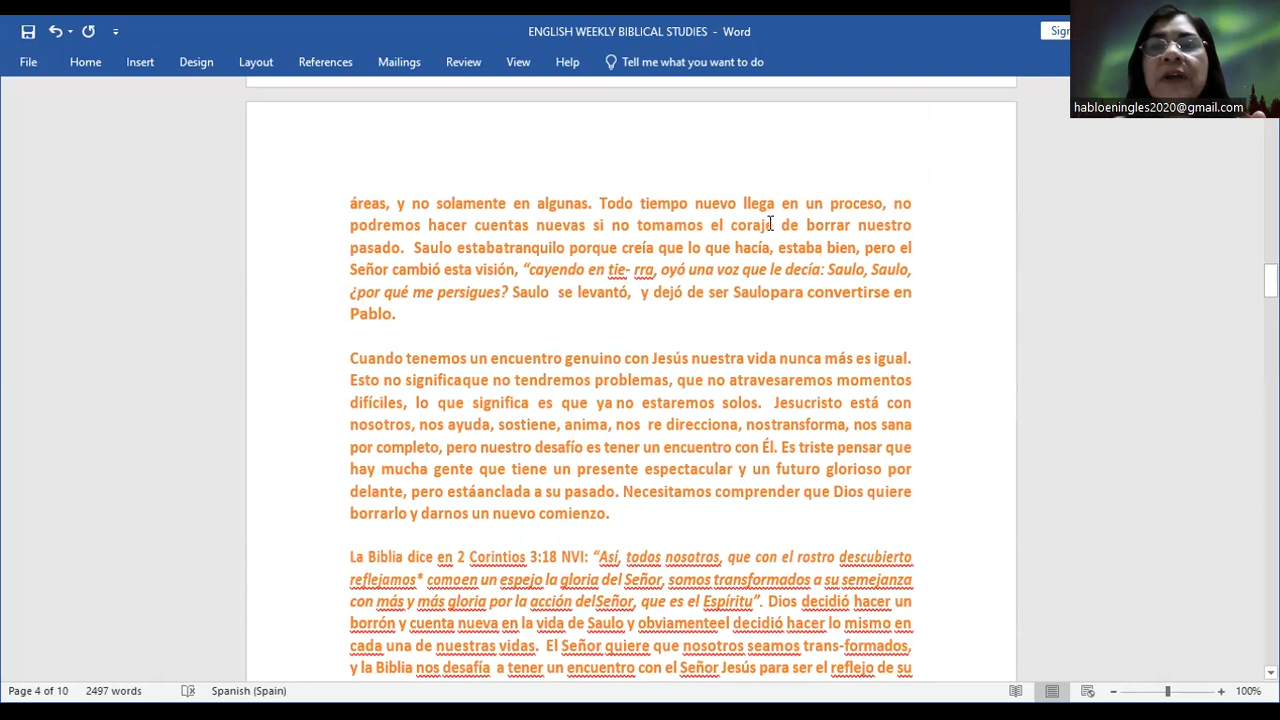 ENGLISH WEEKLY BIBLICAL STUDIES - Word
Sign
File Home Insert Design Layout References Mailings Review View Help Tell me what you want to do
habloeningles2020@gmail.com
áreas, y no solamente en algunas. Todo tiempo nuevo llega en un proceso, no
podremos hacer cuentas nuevas si no tomamos el coraje de borrar nuestro
pasado. Saulo estabatranquilo porque creía que lo que hacía, estaba bien, pero el
Señor cambió esta visión, “cayendo en tie- rra, oyó una voz que le decía: Saulo, Saulo,
¿por qué me persigues? Saulo se levantó, y dejó de ser Saulopara convertirse en
Pablo.
Cuando tenemos un encuentro genuino con Jesús nuestra vida nunca más es igual.
Esto no significaque no tendremos problemas, que no atravesaremos momentos
difíciles, lo que significa es que ya no estaremos solos. Jesucristo está con
nosotros, nos ayuda, sostiene, anima, nos re direcciona, nostransforma, nos sana
por completo, pero nuestro desafío es tener un encuentro con Él. Es triste pensar que
hay mucha gente que tiene un presente espectacular y un futuro glorioso por
delante, pero estáanclada a su pasado. Necesitamos comprender que Dios quiere
borrarlo y darnos un nuevo comienzo.
La Biblia dice en 2 Corintios 3:18 NVI: “Así, todos nosotros, que con el rostro descubierto
reflejamos* comoen un espejo la gloria del Señor, somos transformados a su semejanza
con más y más gloria por la acción delSeñor, que es el Espíritu”. Dios decidió hacer un
borrón y cuenta nueva en la vida de Saulo y obviamenteel decidió hacer lo mismo en
cada una de nuestras vidas. El Señor quiere que nosotros seamos trans-formados,
y la Biblia nos desafía a tener un encuentro con el Señor Jesús para ser el reflejo de su
Page 4 of 10 2497 words Spanish (Spain) 100%